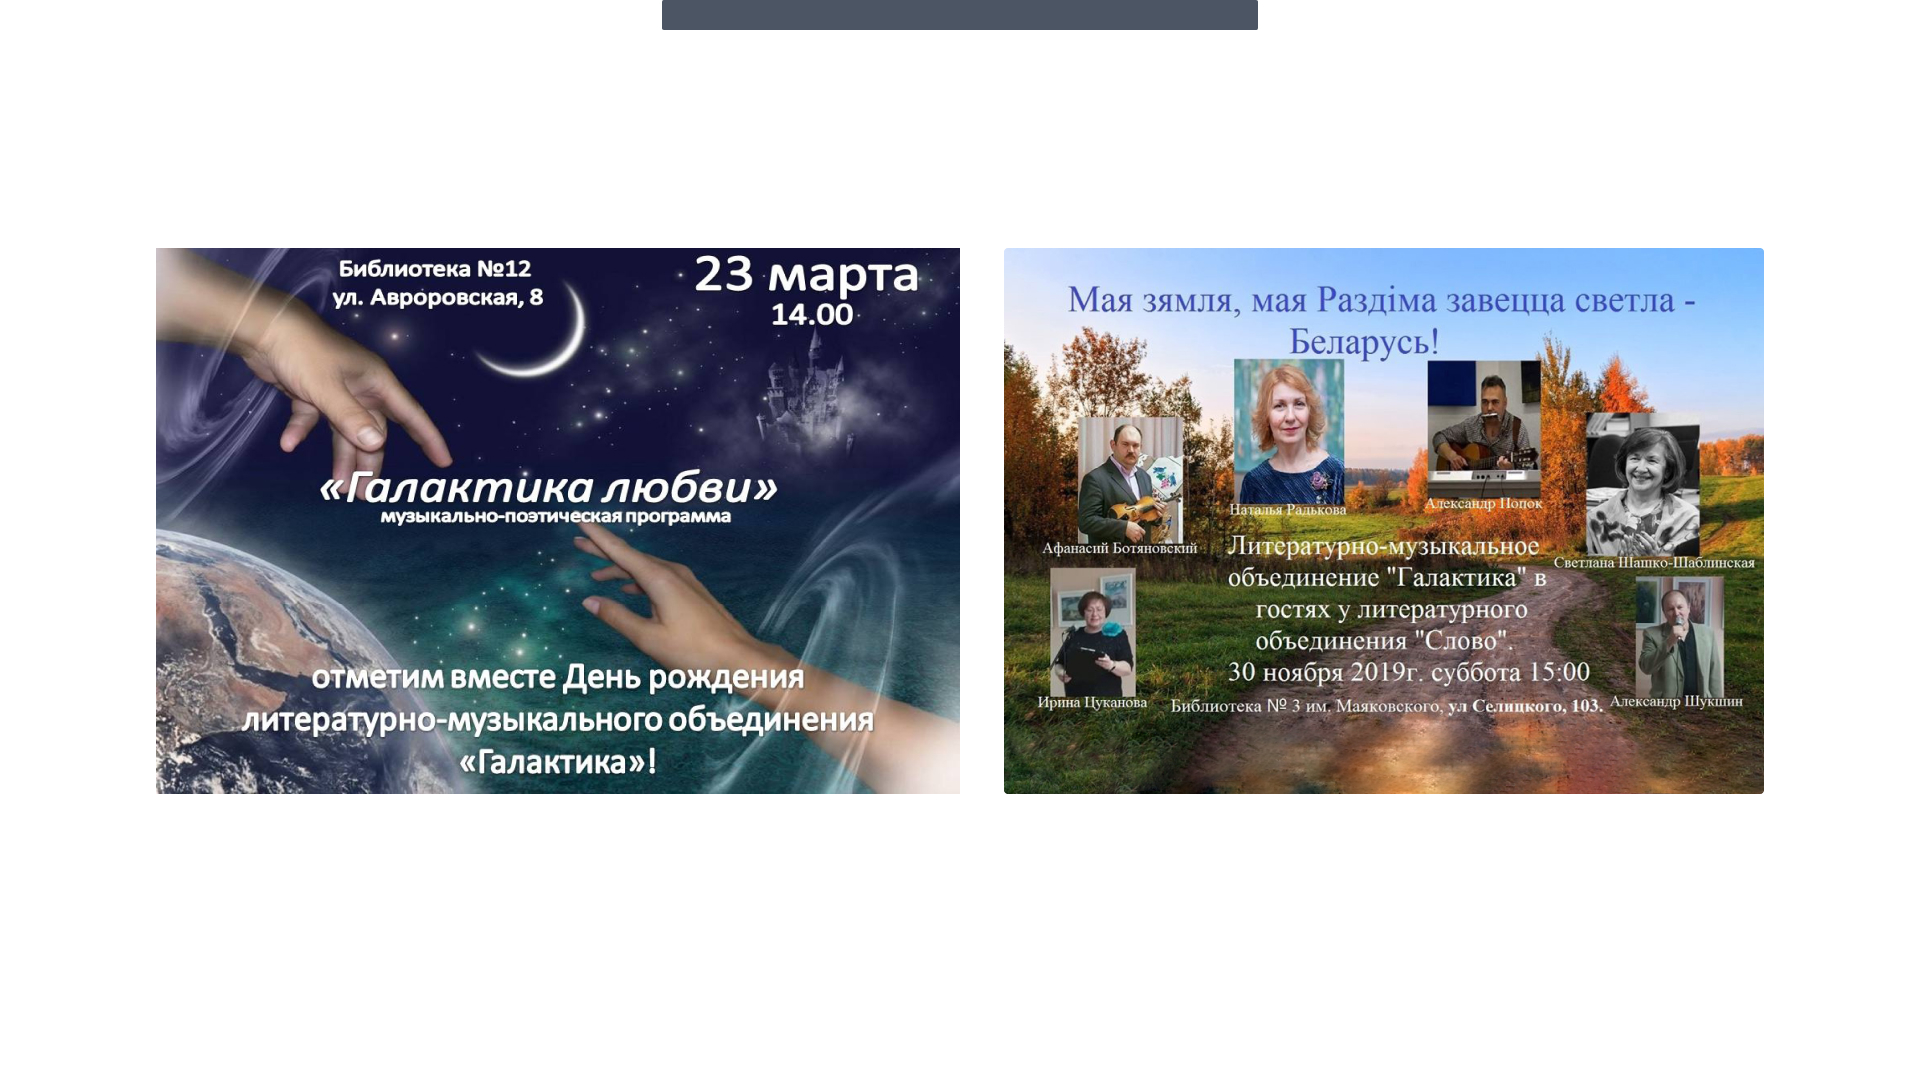 Библиотека №12
ул. Авроровская, 8
23 марта
14.00
«Галактика любви»
музыкально-поэтическая программа
отметим вместе День рождения
литературно-музыкального объединения
«Галактика»!
Мая зямля, мая Раздіма завецца светла -
Беларусь!
Наталья Радькова
Александр Попок
Афанасий Ботяновский
Светлана Шашко-Шаблинская
Литературно-музыкальное
объединение "Галактика" в
гостях у литературного
объединения "Слово".
30 ноября 2019г. суббота 15:00
Ирина Цуканова
Библиотека № 3 им. Маяковского, ул Селицкого, 103.
Александр Шукшин